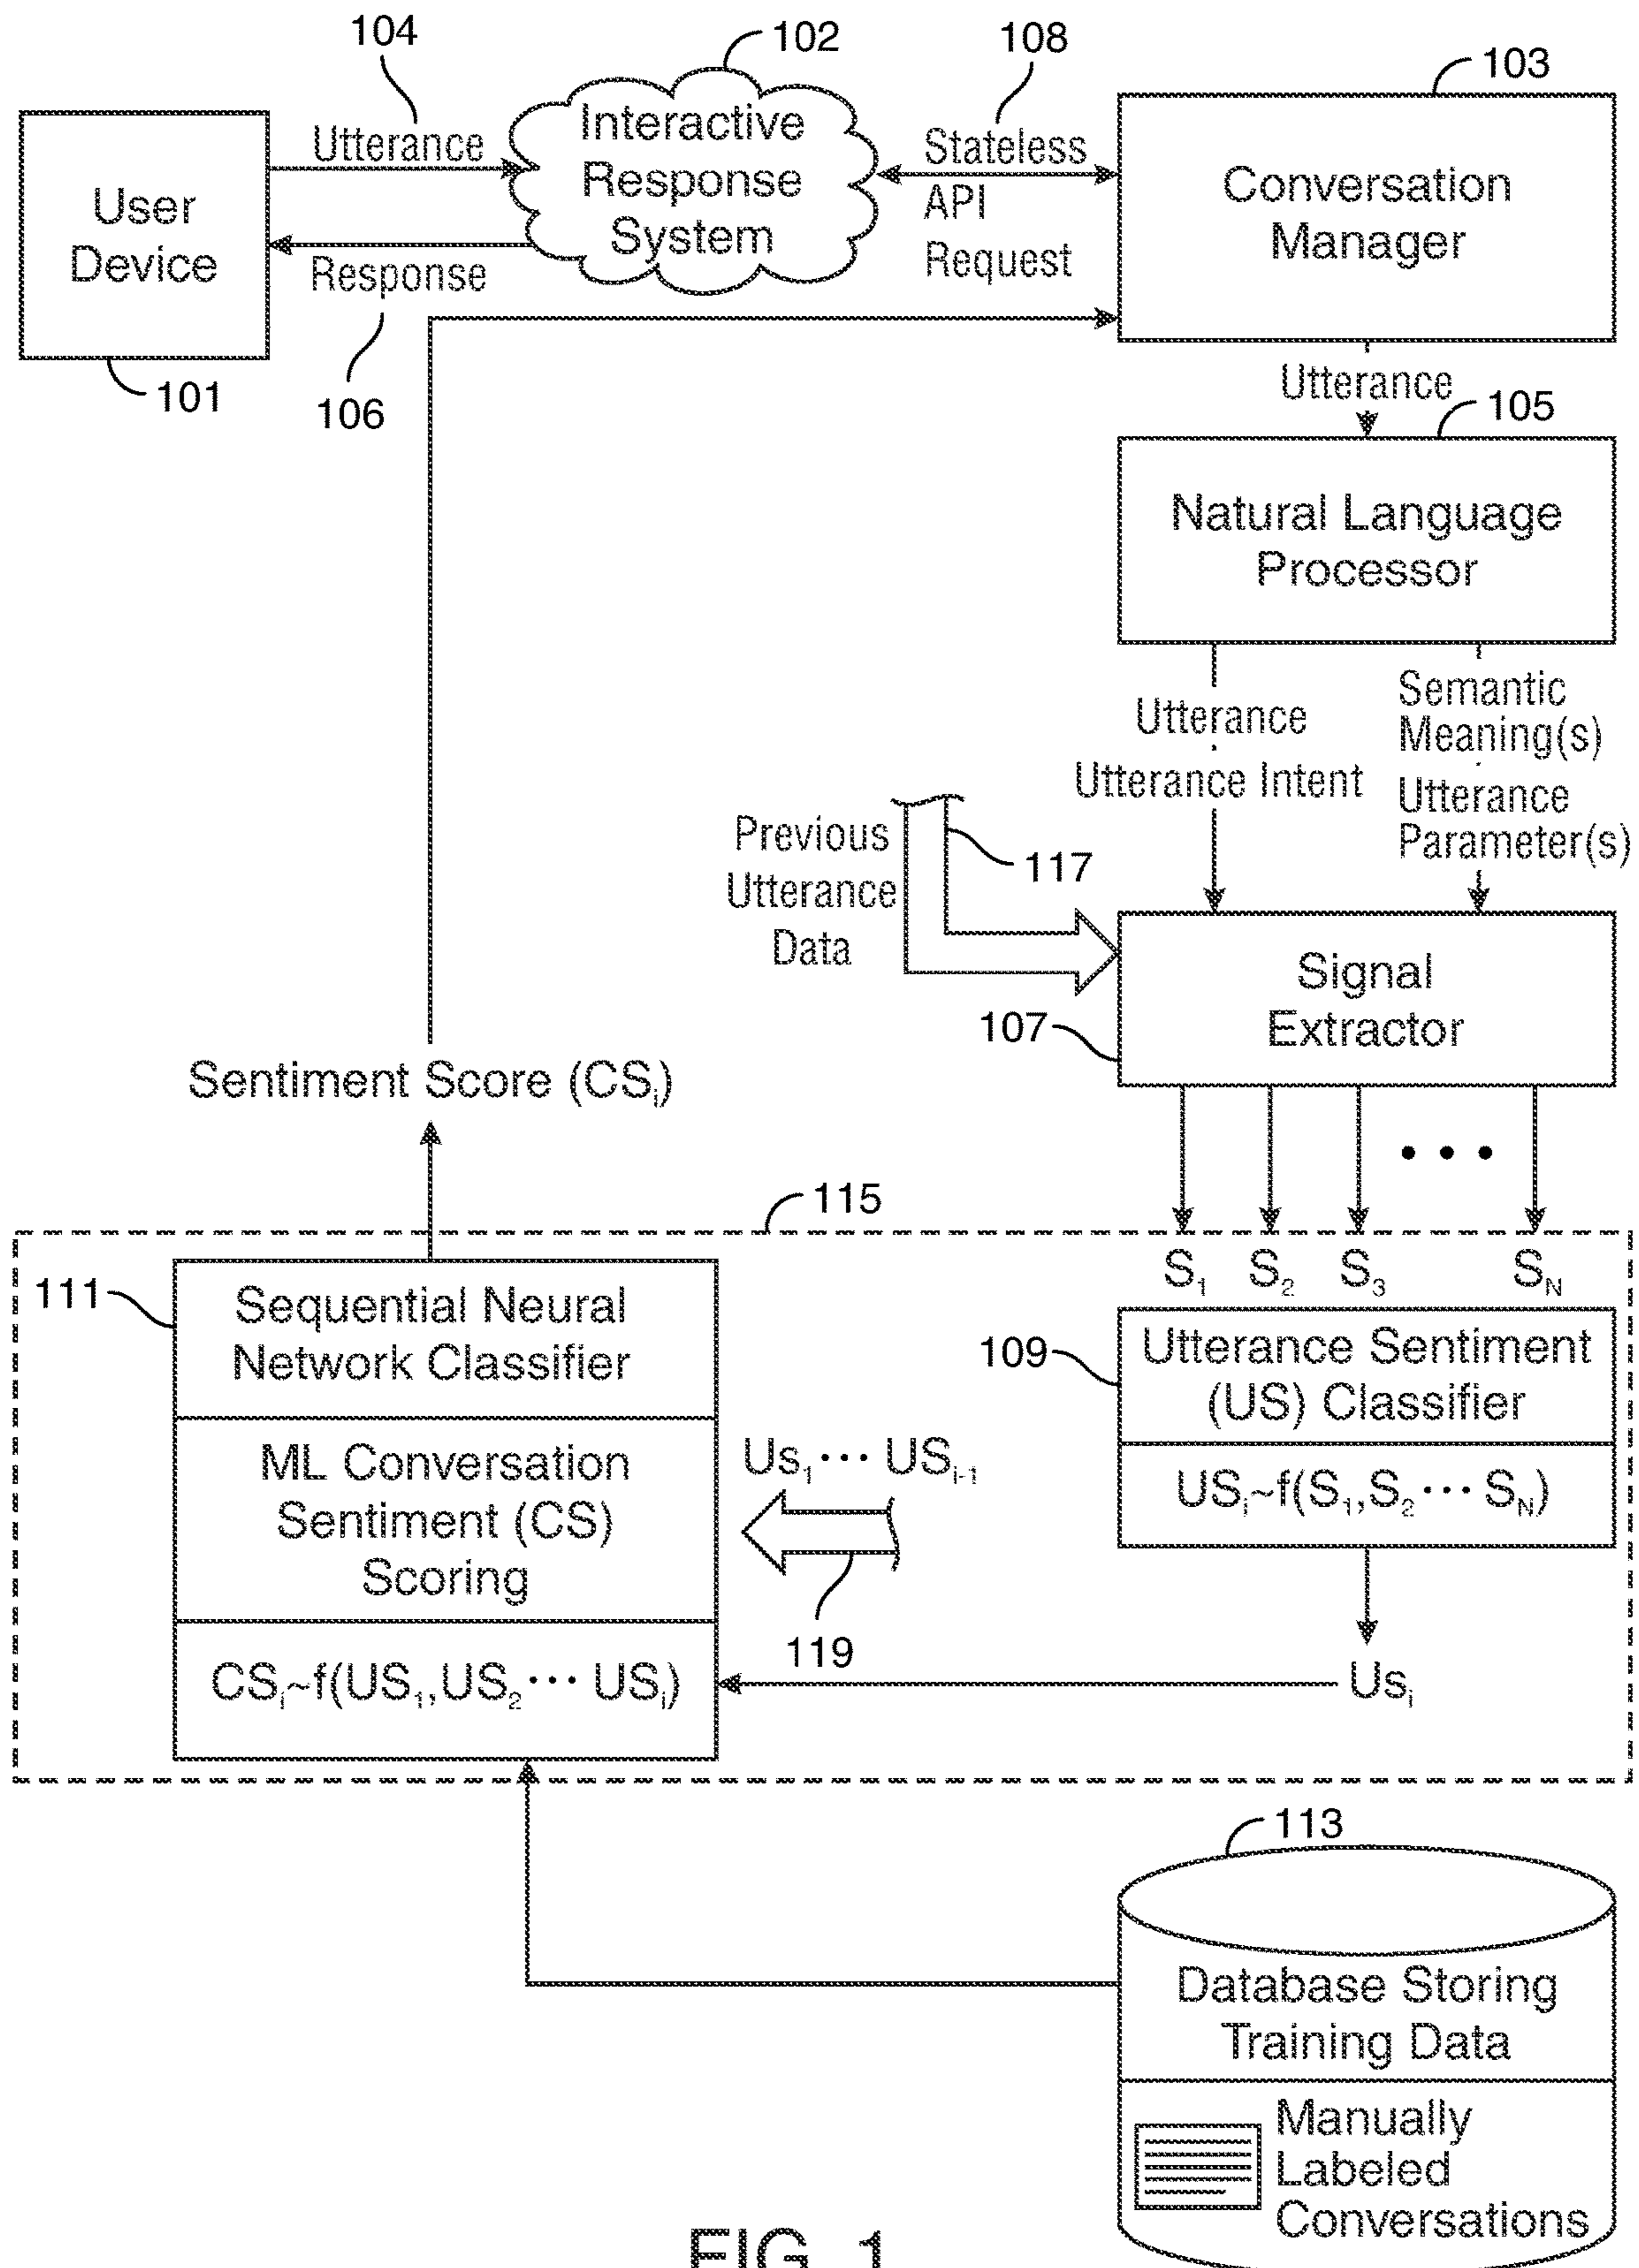 104
102
108
103
Utterance
Interactive
Response
System
Stateless
API
Request
User
Device
Conversation
Manager
Response
101
106
Utterance
105
Natural Language
Processor
Utterance
Utterance Intent
Semantic
Meaning(s)
Utterance
Parameter(s)
Previous
Utterance
Data
117
Signal
Extractor
107
Sentiment Score (CSᵢ)
• • •
115
S₁ S₂ S₃ S_N
111
Sequential Neural
Network Classifier
109
Utterance Sentiment
(US) Classifier
ML Conversation
Sentiment (CS)
Scoring
Us₁ ••• USᵢ₋₁
USᵢ~f(S₁,S₂ ••• S_N)
119
CSᵢ~f(US₁,US₂ ••• USᵢ)
Usᵢ
113
Database Storing
Training Data
Manually
Labeled
Conversations
FIG. 1